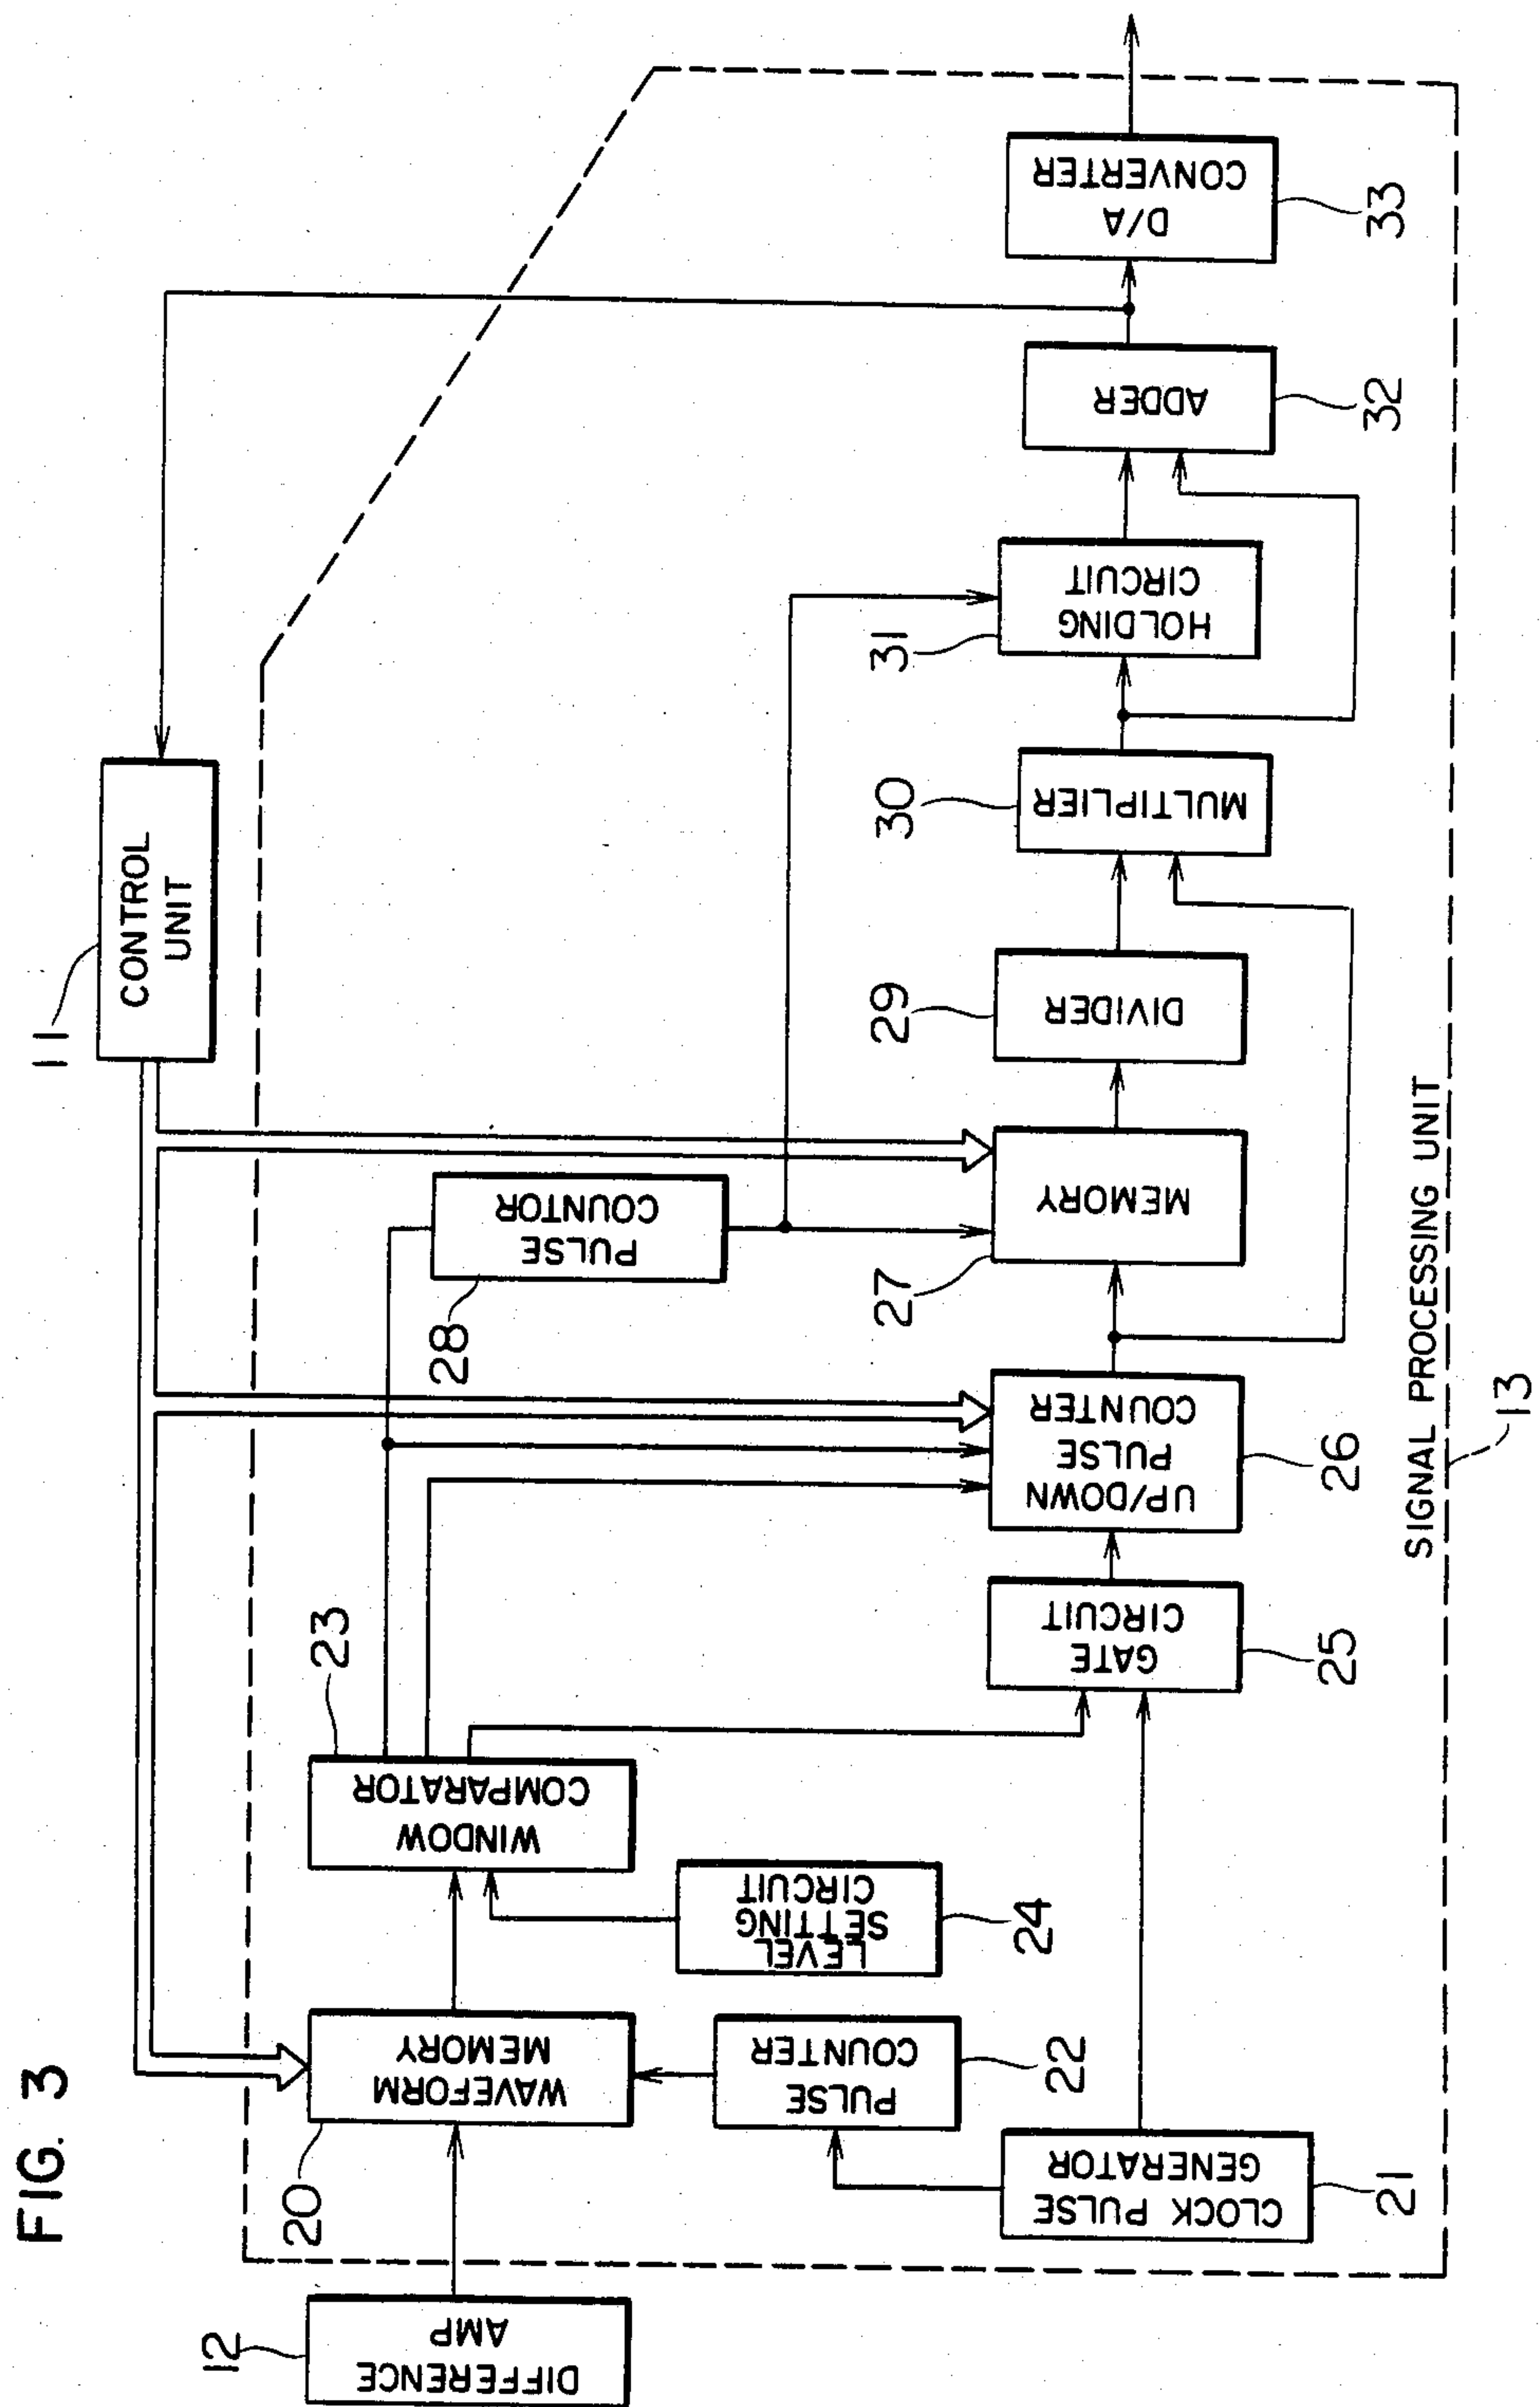 FIG. 3
11
CONTROL
UNIT
12
DIFFERENCE
AMP
20
WAVEFORM
MEMORY
23
WINDOW
COMPARATOR
28
PULSE
COUNTOR
PULSE
COUNTER
22
LEVEL
SETTING
CIRCUIT
24
CLOCK PULSE
GENERATOR
21
GATE
CIRCUIT
25
UP/DOWN
PULSE
COUNTER
26
27
MEMORY
29
DIVIDER
30
MULTIPLIER
31
HOLDING
CIRCUIT
ADDER
32
D/A
CONVERTER
33
SIGNAL PROCESSING UNIT
13